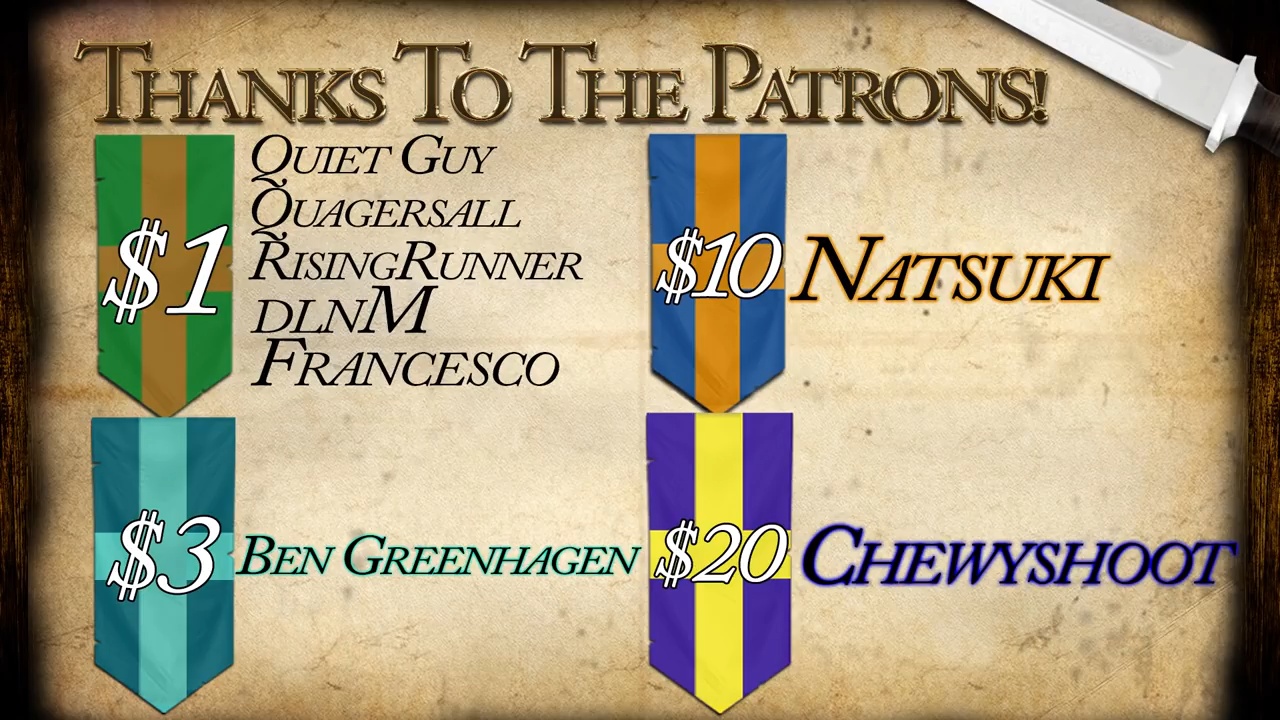 Thanks To The Patrons!
$1
Quiet Guy
Quagersall
RisingRunner
dlnM
Francesco
$10
Natsuki
$3
Ben Greenhagen
$20
Chewyshoot